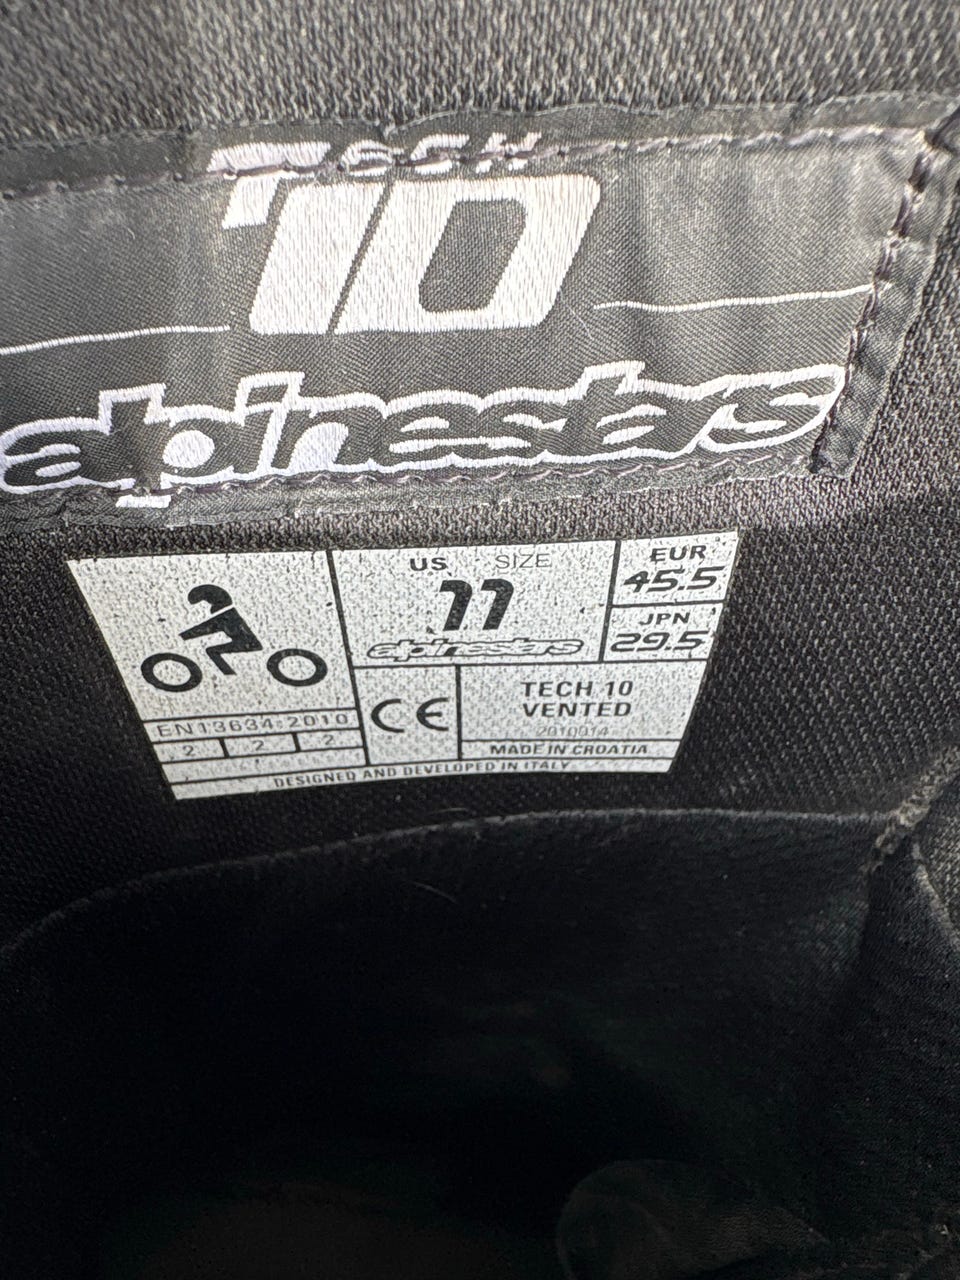 TECH
10
alpinestars
US SIZE
11
alpinestars
EUR
45.5
JPN
29.5
EN13634:2010
2 2 2
CE
TECH 10
VENTED
2010014
MADE IN CROATIA
DESIGNED AND DEVELOPED IN ITALY